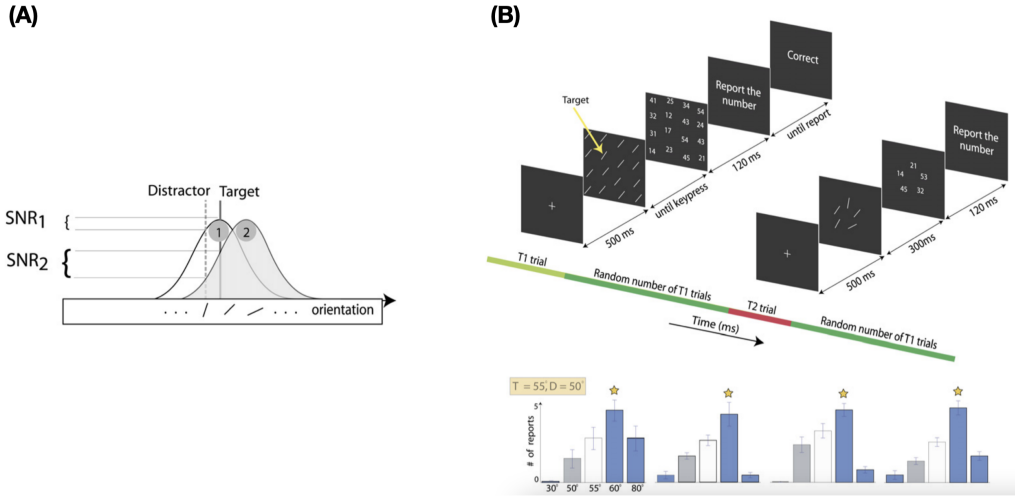 (A)
Distractor Target
SNR1 {
SNR2 {
1 2
. . . . . . orientation
(B)
Target
+
500 ms
41 25 34 54
32 12 43 24
31 17 54 43
14 23 45 21
until keypress
Report the
number
120 ms
Correct
until report
+
500 ms
300ms
21
14 53
45 32
120 ms
Report the
number
T1 trial
Random number of T1 trials
T2 trial
Random number of T1 trials
Time (ms)
T = 55°, D = 50°
# of reports
5
0
30° 50° 55° 60° 80°